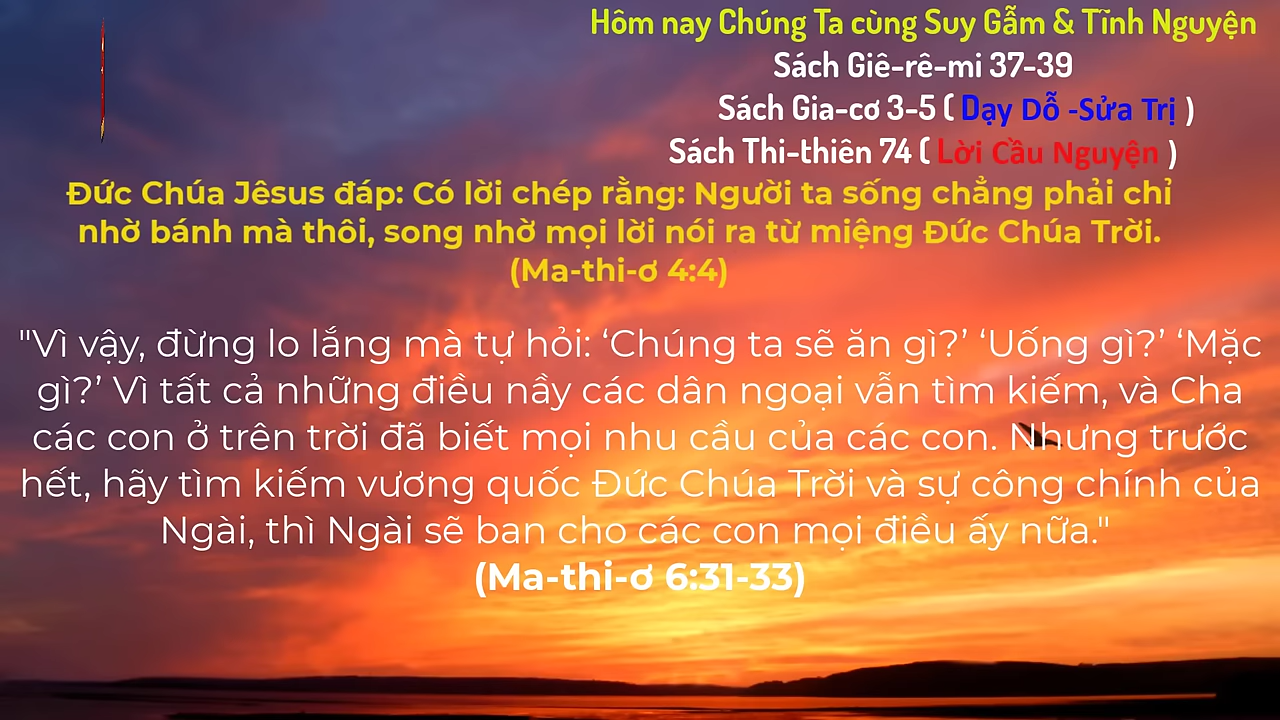 Hôm nay Chúng Ta cùng Suy Gẫm & Tĩnh Nguyện
Sách Giê-rê-mi 37-39
Sách Gia-cơ 3-5 ( Dạy Dỗ -Sửa Trị )
Sách Thi-thiên 74 ( Lời Cầu Nguyện )
Đức Chúa Jêsus đáp: Có lời chép rằng: Người ta sống chẳng phải chỉ
nhờ bánh mà thôi, song nhờ mọi lời nói ra từ miệng Đức Chúa Trời.
(Ma-thi-ơ 4:4)
"Vì vậy, đừng lo lắng mà tự hỏi: ‘Chúng ta sẽ ăn gì?’ ‘Uống gì?’ ‘Mặc
gì?’ Vì tất cả những điều nầy các dân ngoại vẫn tìm kiếm, và Cha
các con ở trên trời đã biết mọi nhu cầu của các con. Nhưng trước
hết, hãy tìm kiếm vương quốc Đức Chúa Trời và sự công chính của
Ngài, thì Ngài sẽ ban cho các con mọi điều ấy nữa."
(Ma-thi-ơ 6:31-33)